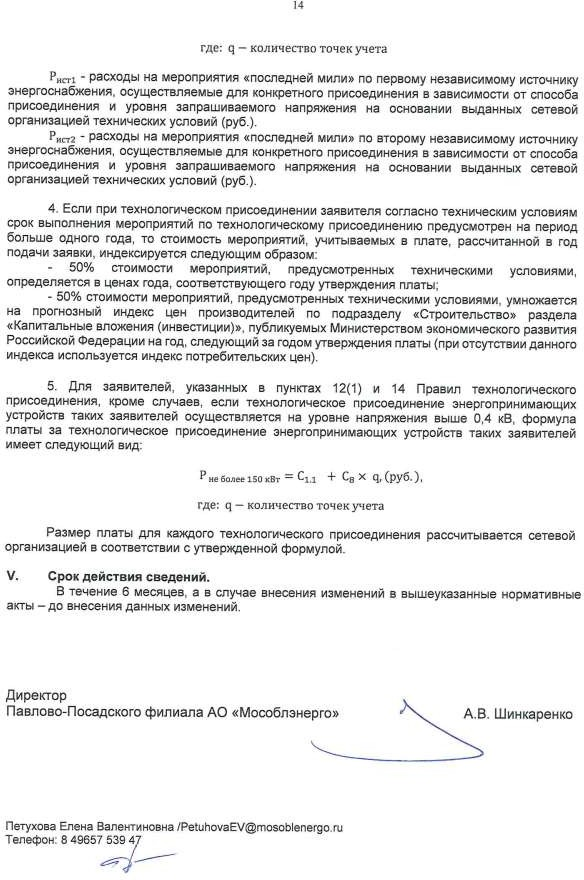 14
где: q – количество точек учета
Рист1 - расходы на мероприятия «последней мили» по первому независимому источнику
энергоснабжения, осуществляемые для конкретного присоединения в зависимости от способа
присоединения и уровня запрашиваемого напряжения на основании выданных сетевой
организацией технических условий (руб.).
Рист2 - расходы на мероприятия «последней мили» по второму независимому источнику
энергоснабжения, осуществляемые для конкретного присоединения в зависимости от способа
присоединения и уровня запрашиваемого напряжения на основании выданных сетевой
организацией технических условий (руб.).
4. Если при технологическом присоединении заявителя согласно техническим условиям
срок выполнения мероприятий по технологическому присоединению предусмотрен на период
больше одного года, то стоимость мероприятий, учитываемых в плате, рассчитанной в год
подачи заявки, индексируется следующим образом:
- 50% стоимости мероприятий, предусмотренных техническими условиями,
определяется в ценах года, соответствующего году утверждения платы;
- 50% стоимости мероприятий, предусмотренных техническими условиями, умножается
на прогнозный индекс цен производителей по подразделу «Строительство» раздела
«Капитальные вложения (инвестиции)», публикуемых Министерством экономического развития
Российской Федерации на год, следующий за годом утверждения платы (при отсутствии данного
индекса используется индекс потребительских цен).
5. Для заявителей, указанных в пунктах 12(1) и 14 Правил технологического
присоединения, кроме случаев, если технологическое присоединение энергопринимающих
устройств таких заявителей осуществляется на уровне напряжения выше 0,4 кВ, формула
платы за технологическое присоединение энергопринимающих устройств таких заявителей
имеет следующий вид:
Р не более 150 кВт = С1.1 + С8 × q, (руб.),
где: q – количество точек учета
Размер платы для каждого технологического присоединения рассчитывается сетевой
организацией в соответствии с утвержденной формулой.
V. Срок действия сведений.
В течение 6 месяцев, а в случае внесения изменений в вышеуказанные нормативные
акты – до внесения данных изменений.
Директор
Павлово-Посадского филиала АО «Мособлэнерго» А.В. Шинкаренко
Петухова Елена Валентиновна /PetuhovaEV@mosoblenergo.ru
Телефон: 8 49657 539 47